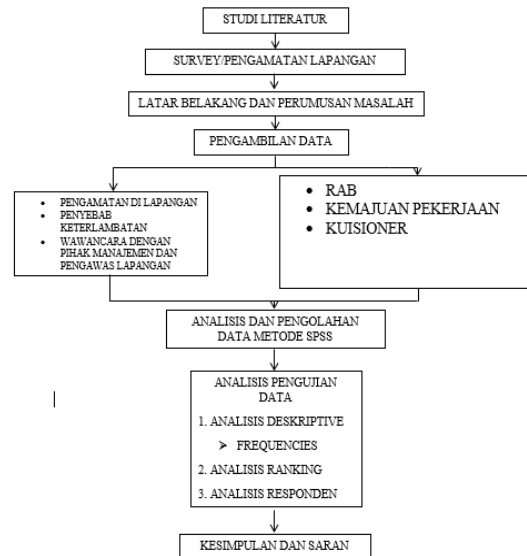 STUDI LITERATUR
SURVEY/PENGAMATAN LAPANGAN
LATAR BELAKANG DAN PERUMUSAN MASALAH
PENGAMBILAN DATA
• PENGAMATAN DI LAPANGAN
• PENYEBAB
KETERLAMBATAN
• WAWANCARA DENGAN
PIHAK MANAJEMEN DAN
PENGAWAS LAPANGAN
• RAB
• KEMAJUAN PEKERJAAN
• KUISIONER
ANALISIS DAN PENGOLAHAN
DATA METODE SPSS
ANALISIS PENGUJIAN
DATA
1. ANALISIS DESKRIPTIVE
➢ FREQUENCIES
2. ANALISIS RANKING
3. ANALISIS RESPONDEN
KESIMPULAN DAN SARAN